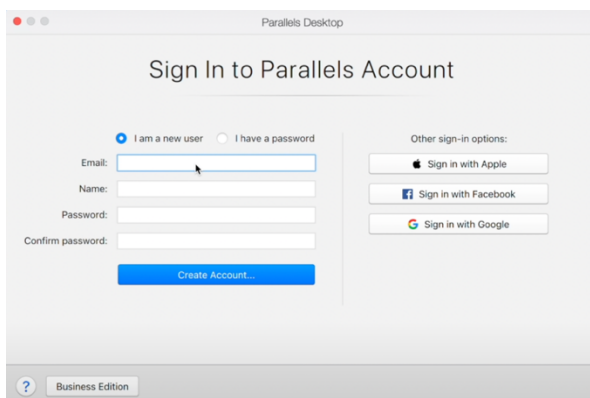 Parallels Desktop
Sign In to Parallels Account
I am a new user I have a password
Email:
Name:
Password:
Confirm password:
Create Account...
Other sign-in options:
Sign in with Apple
Sign in with Facebook
Sign in with Google
? Business Edition